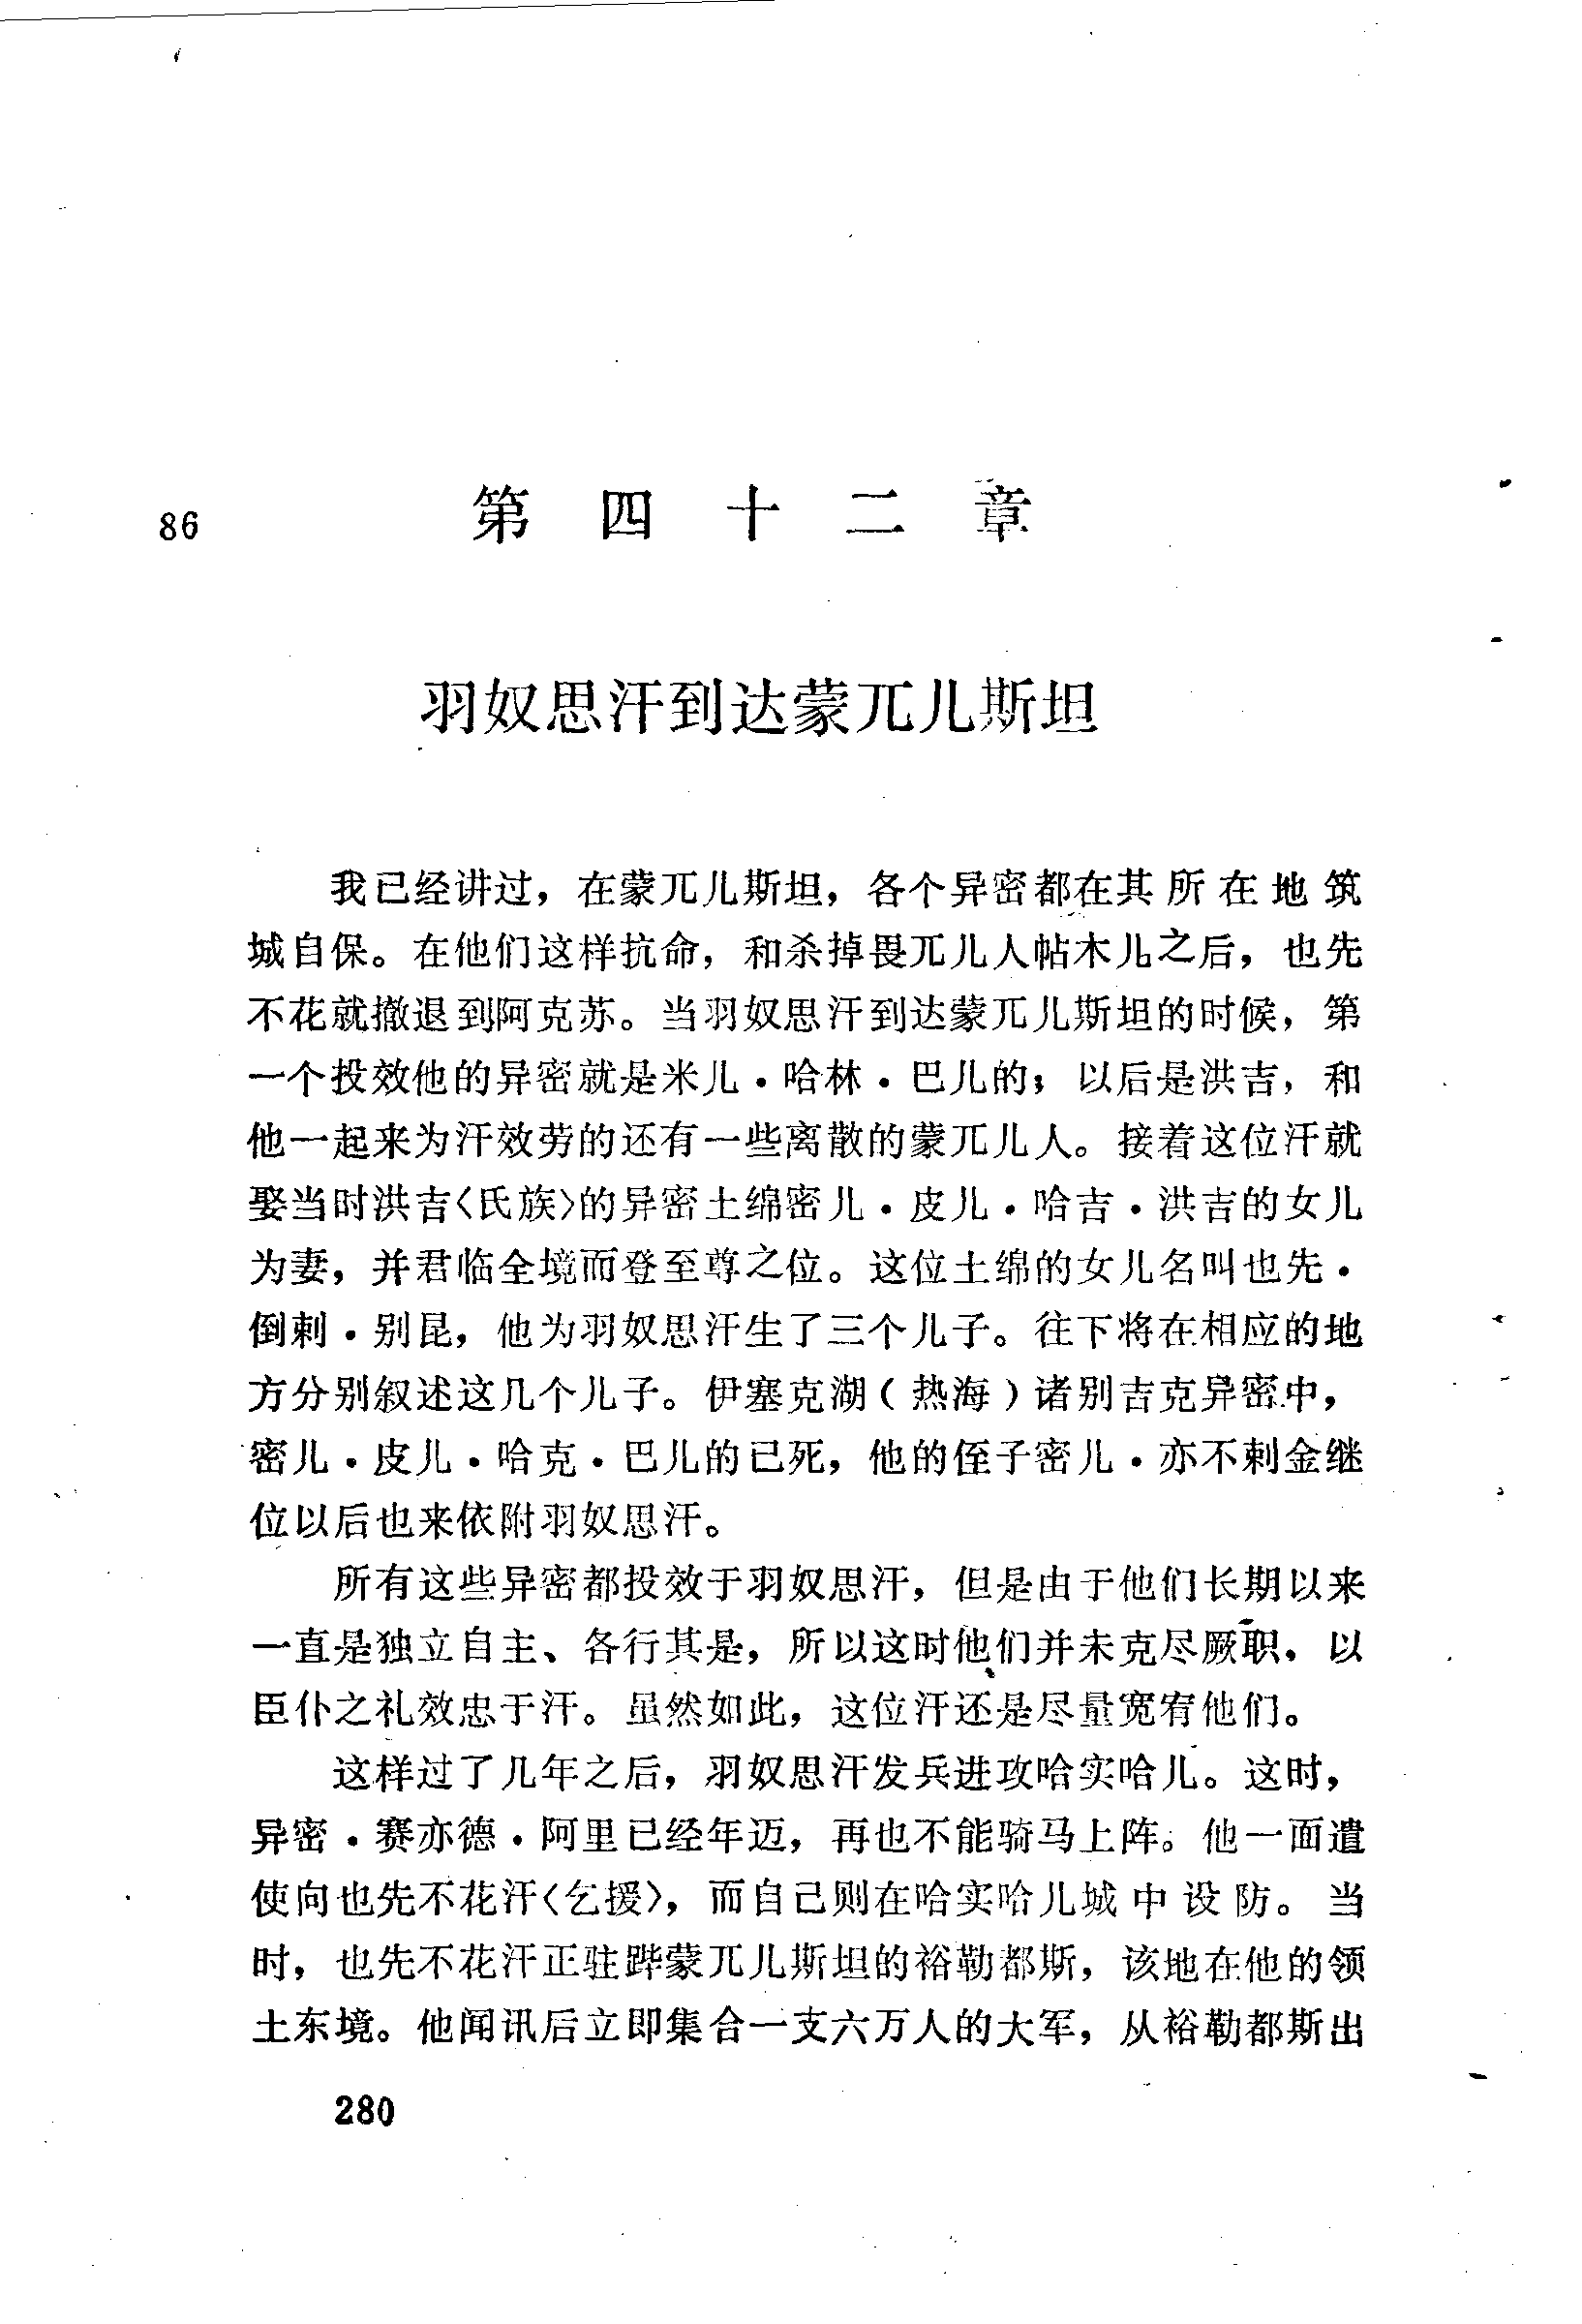 86
第四十二章
羽奴思汗到达蒙兀儿斯坦
我已经讲过，在蒙兀儿斯坦，各个异密都在其所在地筑
城自保。在他们这样抗命，和杀掉畏兀儿人帖木儿之后，也先
不花就撤退到阿克苏。当羽奴思汗到达蒙兀儿斯坦的时候，第
一个投效他的异密就是米儿·哈林·巴儿的；以后是洪吉，和
他一起来为汗效劳的还有一些离散的蒙兀儿人。接着这位汗就
娶当时洪吉〈氏族〉的异密土绵密儿·皮儿·哈吉·洪吉的女儿
为妻，并君临全境而登至尊之位。这位土绵的女儿名叫也先·
倒刺·别昆，他为羽奴思汗生了三个儿子。往下将在相应的地
方分别叙述这几个儿子。伊塞克湖（热海）诸别吉克异密中，
密儿·皮儿·哈克·巴儿的已死，他的侄子密儿·亦不刺金继
位以后也来依附羽奴思汗。
所有这些异密都投效于羽奴思汗，但是由于他们长期以来
一直是独立自主、各行其是，所以这时他们并未克尽厥职，以
臣仆之礼效忠于汗。虽然如此，这位汗还是尽量宽宥他们。
这样过了几年之后，羽奴思汗发兵进攻哈实哈儿。这时，
异密·赛亦德·阿里已经年迈，再也不能骑马上阵。他一面遣
使向也先不花汗〈乞援〉，而自己则在哈实哈儿城中设防。当
时，也先不花汗正驻跸蒙兀儿斯坦的裕勒都斯，该地在他的领
土东境。他闻讯后立即集合一支六万人的大军，从裕勒都斯出
280